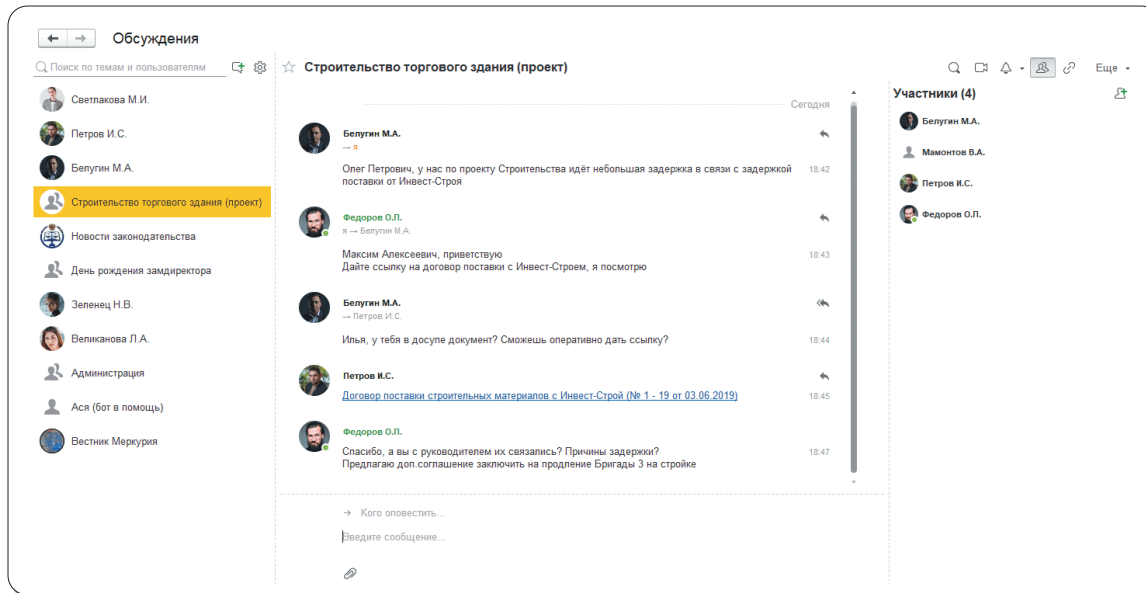 Обсуждения
Поиск по темам и пользователям
Светлакова М.И.
Петров И.С.
Белугин М.А.
Строительство торгового здания (проект)
Новости законодательства
День рождения замдиректора
Зеленец Н.В.
Великанова Л.А.
Администрация
Ася (бот в помощь)
Вестник Меркурия
Строительство торгового здания (проект)
Еще
Сегодня
Белугин М.А.
→ я
Олег Петрович, у нас по проекту Строительства идёт небольшая задержка в связи с задержкой 18:42
поставки от Инвест-Строя
Федоров О.П.
я → Белугин М.А.
Максим Алексеевич, приветствую 18:43
Дайте ссылку на договор поставки с Инвест-Строем, я посмотрю
Белугин М.А.
→ Петров И.С.
Илья, у тебя в досупе документ? Сможешь оперативно дать ссылку? 18:44
Петров И.С.
Договор поставки строительных материалов с Инвест-Строй (№ 1 - 19 от 03.06.2019) 18:45
Федоров О.П.
Спасибо, а вы с руководителем их связались? Причины задержки? 18:47
Предлагаю доп.соглашение заключить на продление Бригады 3 на стройке
→ Кого оповестить...
Введите сообщение...
Участники (4)
Белугин М.А.
Мамонтов В.А.
Петров И.С.
Федоров О.П.